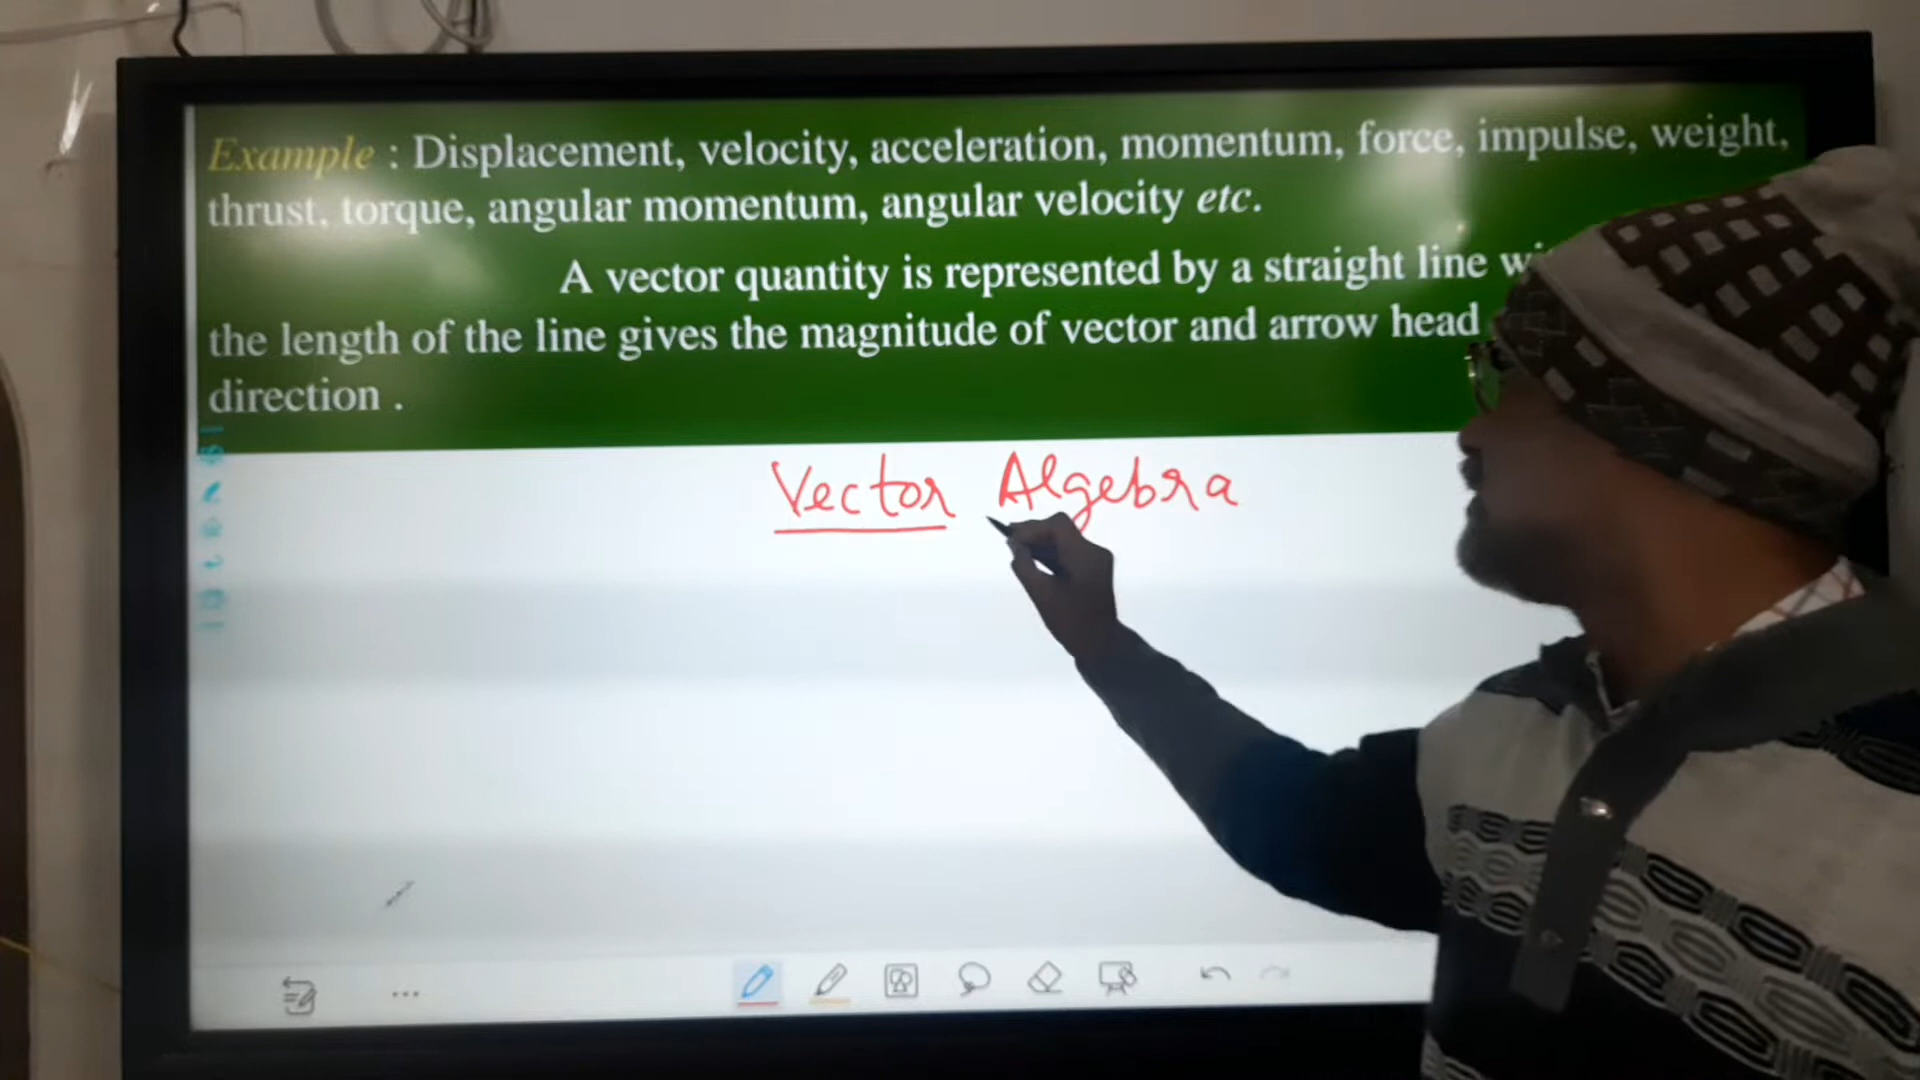 Example : Displacement, velocity, acceleration, momentum, force, impulse, weight,
thrust, torque, angular momentum, angular velocity etc.
A vector quantity is represented by a straight line
the length of the line gives the magnitude of vector and arrow head
direction .
Vector Algebra